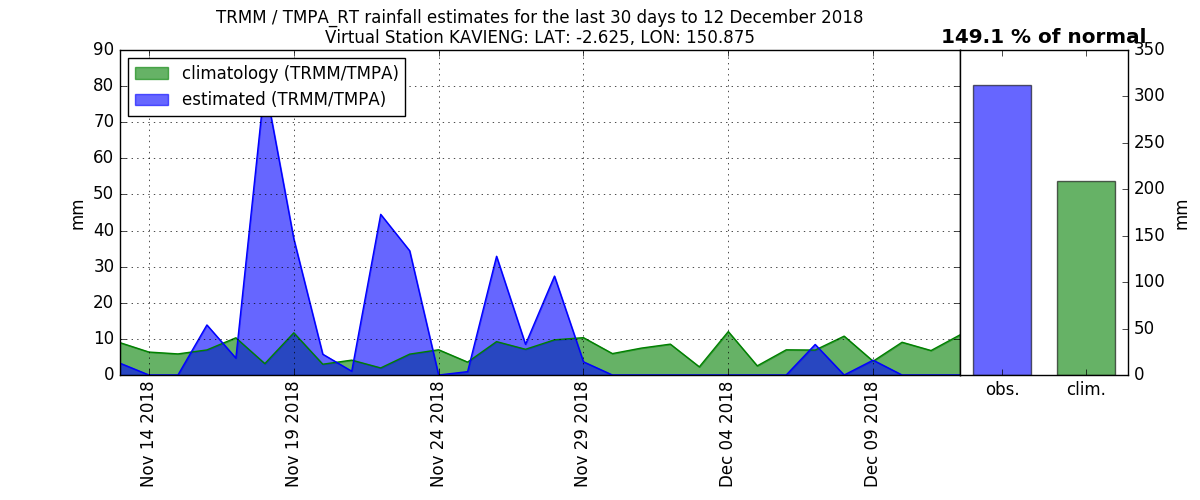 TRMM / TMPA_RT rainfall estimates for the last 30 days to 12 December 2018
Virtual Station KAVIENG: LAT: -2.625, LON: 150.875
149.1 % of normal
climatology (TRMM/TMPA)
estimated (TRMM/TMPA)
90
80
70
60
50
40
30
20
10
0
mm
Nov 14 2018
Nov 19 2018
Nov 24 2018
Nov 29 2018
Dec 04 2018
Dec 09 2018
350
300
250
200
150
100
50
0
mm
obs.
clim.